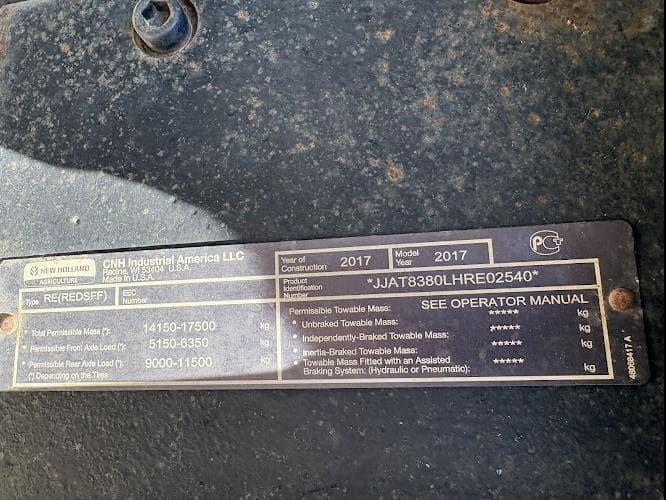 NEW HOLLAND
AGRICULTURE
CNH Industrial America LLC
Racine, WI 53404 U.S.A.
Made in U.S.A.
Year of Construction 2017
Model Year 2017
PCT
Type RE(REDSFF)
EEC Number
Product Identification Number *JJAT8380LHRE02540*
• Total Permissible Mass (*): 14150-17500 kg
• Permissible Front Axle Load (*): 5150-6350 kg
• Permissible Rear Axle Load (*): 9000-11500 kg
(*) Depending on the Tires
Permissible Towable Mass: SEE OPERATOR MANUAL
• Unbraked Towable Mass: ***** kg
• Independently-Braked Towable Mass: ***** kg
• Inertia-Braked Towable Mass: ***** kg
• Towable Mass Fitted with an Assisted
Braking System: (Hydraulic or Pneumatic): ***** kg
48098417 A